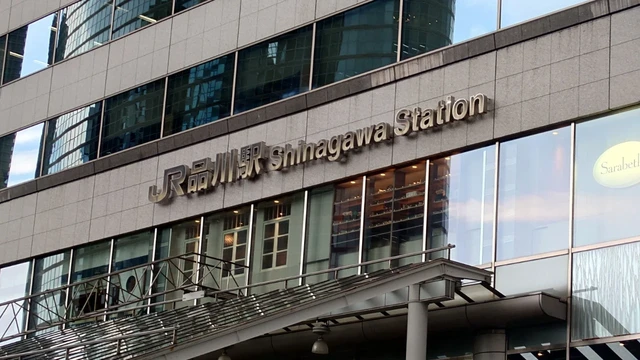 JR品川駅 Shinagawa Station
Sarabeth